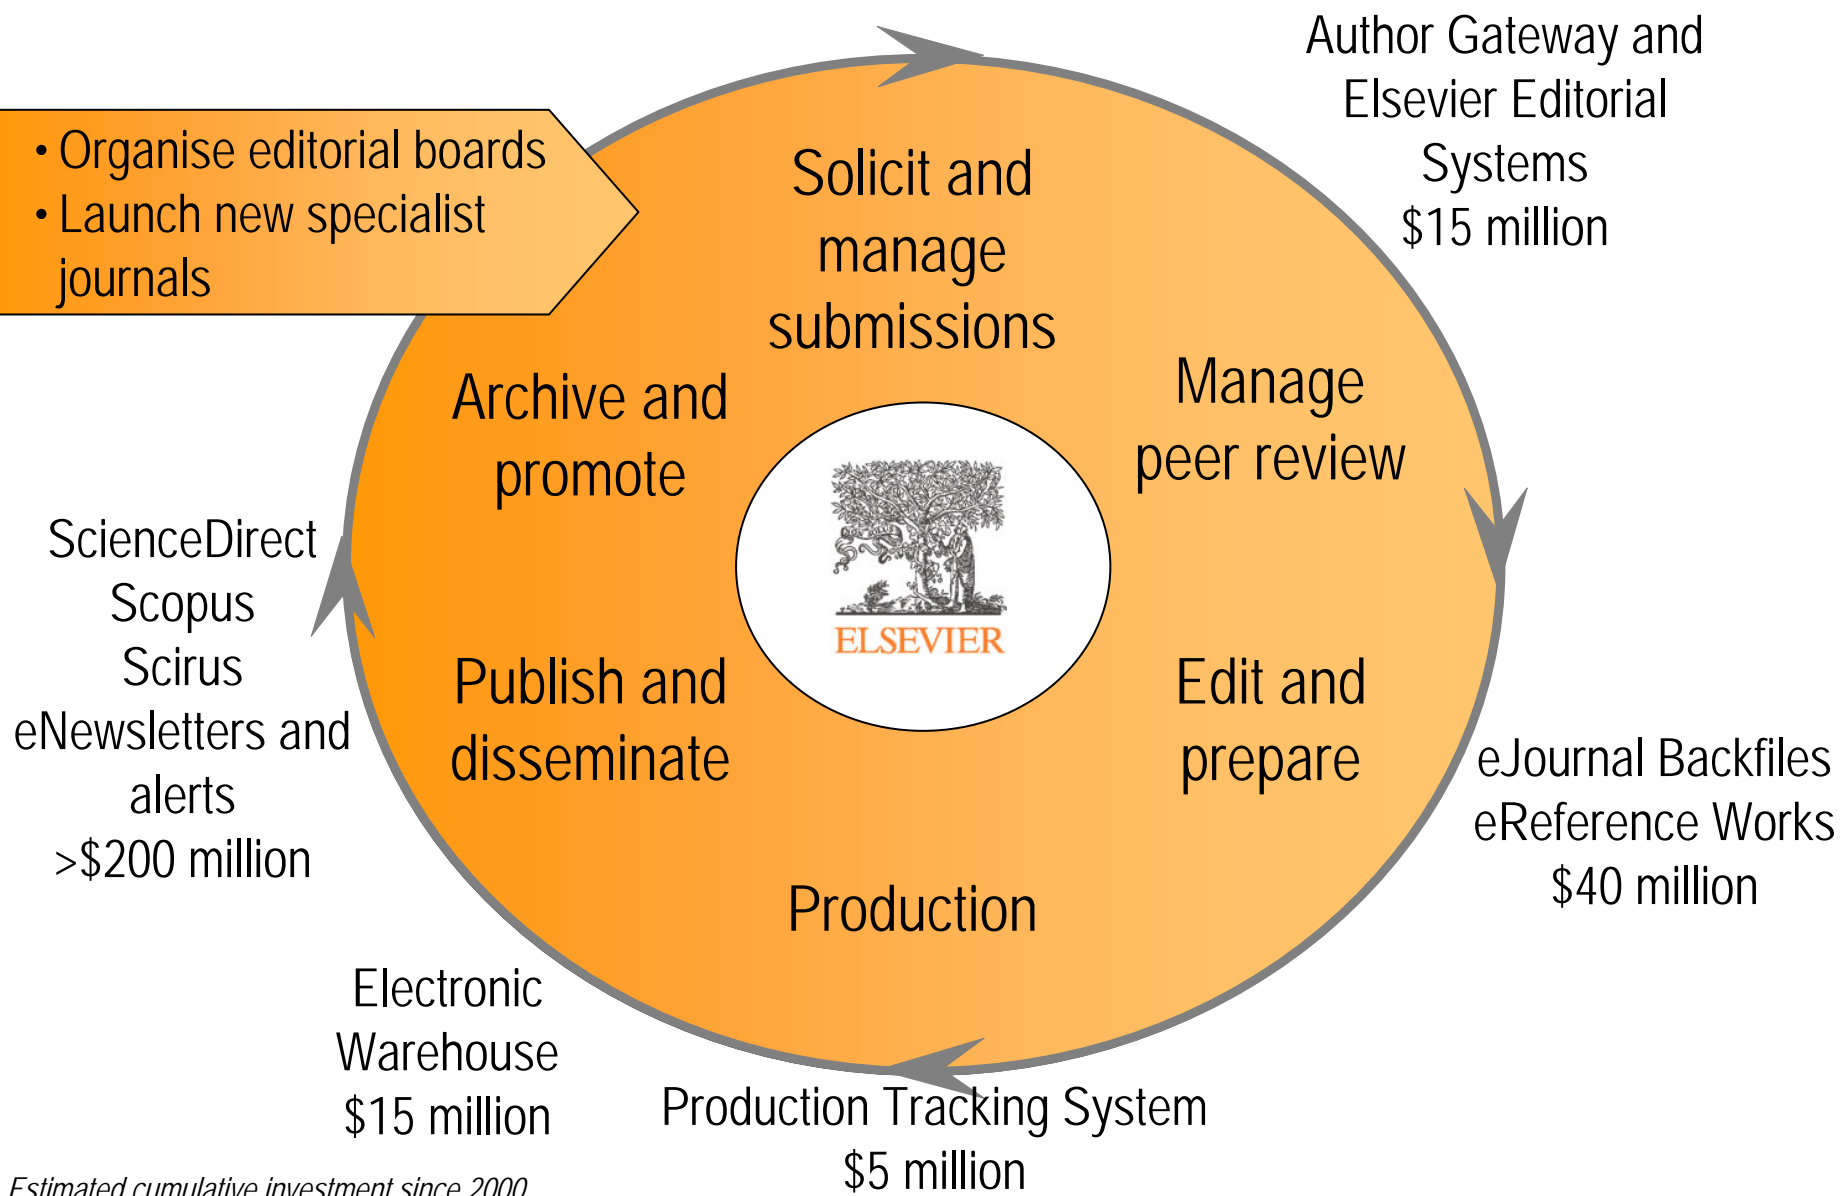 Author Gateway and
Elsevier Editorial
Systems
$15 million
• Organise editorial boards
• Launch new specialist
journals
Solicit and
manage
submissions
Manage
peer review
Archive and
promote
ELSEVIER
ScienceDirect
Scopus
Scirus
eNewsletters and
alerts
>$200 million
Publish and
disseminate
Edit and
prepare
eJournal Backfiles
eReference Works
$40 million
Production
Electronic
Warehouse
$15 million
Production Tracking System
$5 million
Estimated cumulative investment since 2000